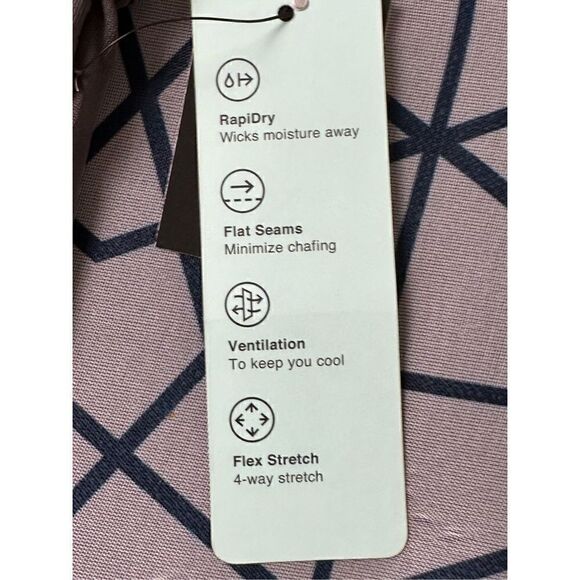 RapiDry
Wicks moisture away
Flat Seams
Minimize chafing
Ventilation
To keep you cool
Flex Stretch
4-way stretch